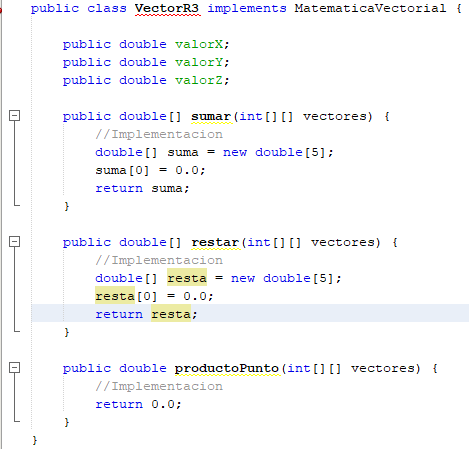 public class VectorR3 implements MatematicaVectorial {
public double valorX;
public double valorY;
public double valorZ;
public double[] sumar(int[][] vectores) {
//Implementacion
double[] suma = new double[5];
suma[0] = 0.0;
return suma;
}
public double[] restar(int[][] vectores) {
//Implementacion
double[] resta = new double[5];
resta[0] = 0.0;
return resta;
}
public double productoPunto(int[][] vectores) {
//Implementacion
return 0.0;
}
}